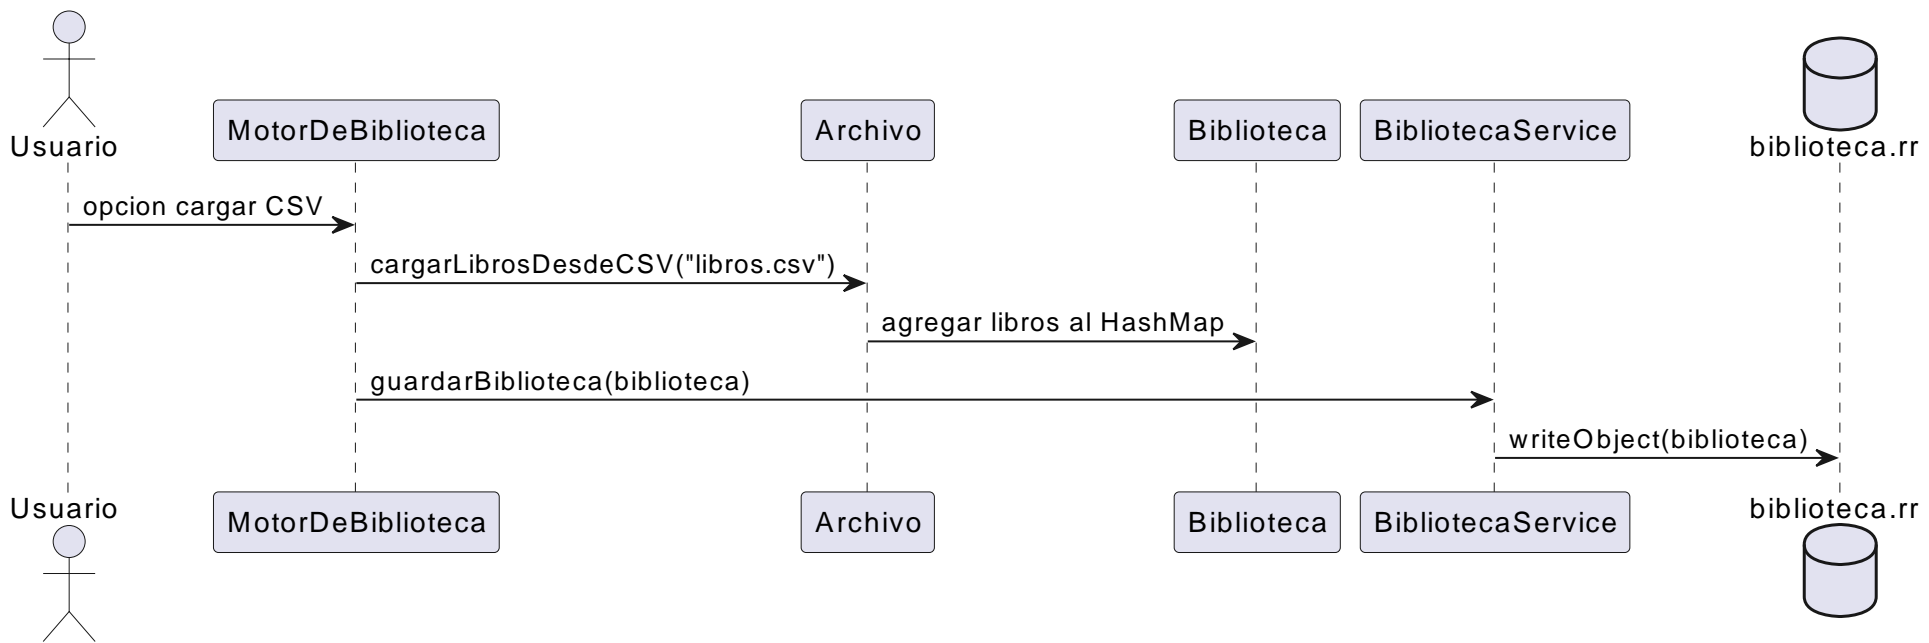 Usuario
MotorDeBiblioteca
Archivo
Biblioteca
BibliotecaService
biblioteca.rr
opcion cargar CSV
cargarLibrosDesdeCSV("libros.csv")
agregar libros al HashMap
guardarBiblioteca(biblioteca)
writeObject(biblioteca)
Usuario
MotorDeBiblioteca
Archivo
Biblioteca
BibliotecaService
biblioteca.rr